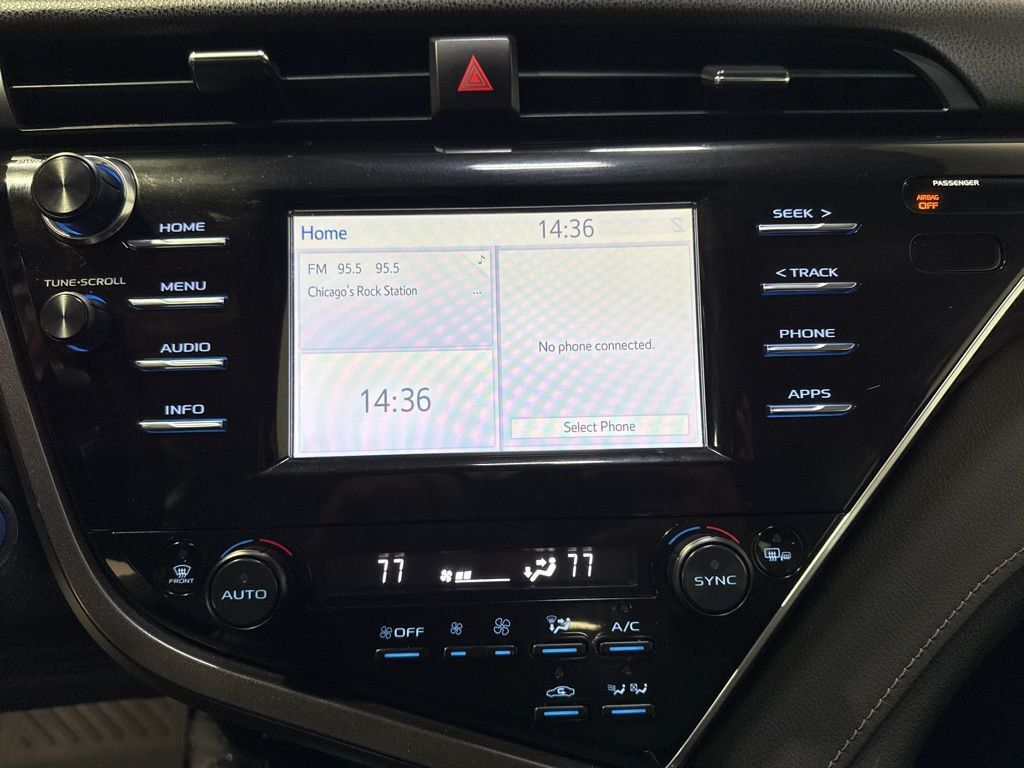 PASSENGER
AIRBAG
OFF
HOME
TUNE•SCROLL
MENU
AUDIO
INFO
Home 14:36
FM 95.5 95.5
Chicago's Rock Station ...
14:36
No phone connected.
Select Phone
SEEK >
< TRACK
PHONE
APPS
FRONT
AUTO
77 77
SYNC
OFF
A/C